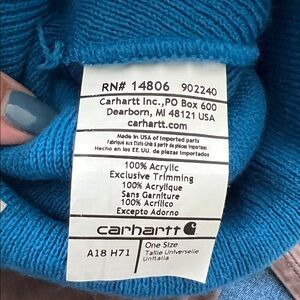 RN# 14806 902240
Carhartt Inc.,PO Box 600
Dearborn, MI 48121 USA
carhartt.com
Made in USA of imported parts
Fabriqué aux États-Unis à partir de pièces importées
Hecho en los EE. UU. de piezas importadas
100% Acrylic
Exclusive Trimming
100% Acrylique
Sans Garniture
100% Acrílico
Excepto Adorno
carhartt
A18 H71
One Size
Taille Universelle
Unitalla